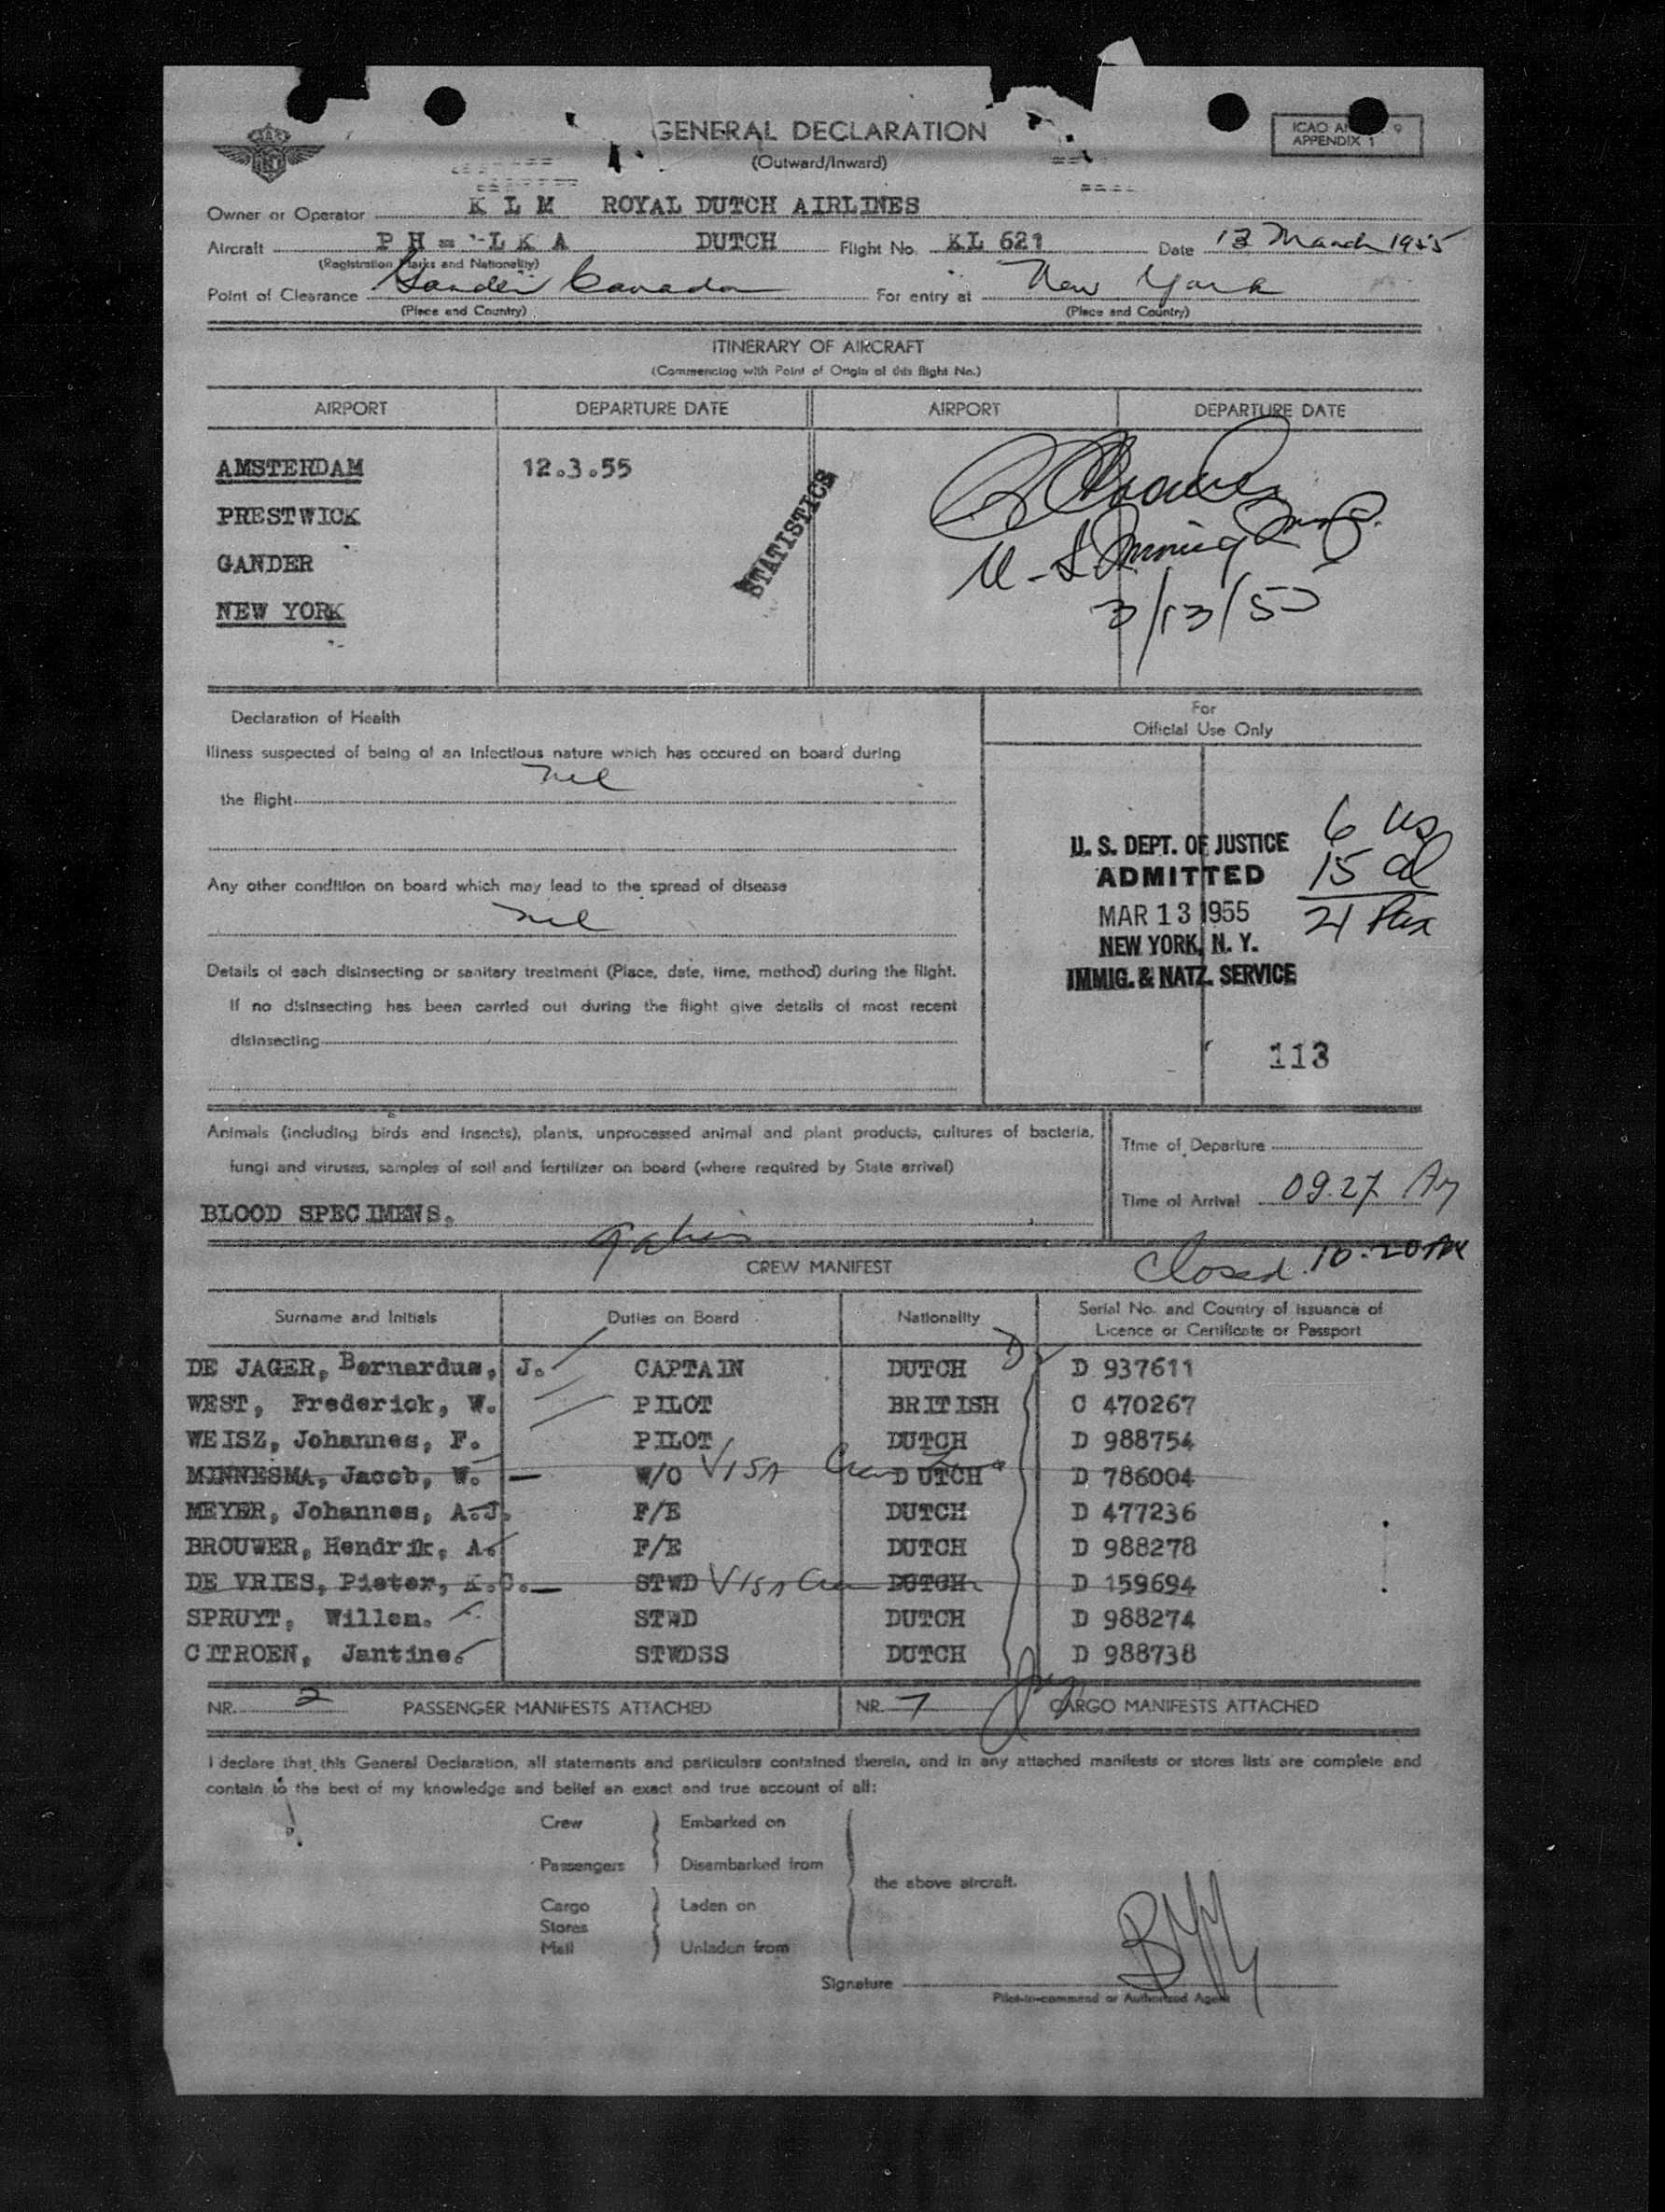 GENERAL DECLARATION
(Outward/Inward)
ICAO 9
APPENDIX 1
KLM
Owner or Operator K L M ROYAL DUTCH AIRLINES
Aircraft P H = - L K A DUTCH Flight No. KL 621 Date 13 March 1955
(Registration Marks and Nationality)
Point of Clearance Gander Canada For entry at New York
(Place and Country) (Place and Country)
ITINERARY OF AIRCRAFT
(Commencing with Point of Origin of this flight No.)
AIRPORT DEPARTURE DATE AIRPORT DEPARTURE DATE
AMSTERDAM 12.3.55
PRESTWICK
GANDER
NEW YORK
STATISTICS
U-S. Immig
3/13/55
Declaration of Health
Illness suspected of being of an infectious nature which has occured on board during
the flight nil
Any other condition on board which may lead to the spread of disease
nil
Details of each disinsecting or sanitary treatment (Place, date, time, method) during the flight.
If no disinsecting has been carried out during the flight give details of most recent
disinsecting
For
Official Use Only
U. S. DEPT. OF JUSTICE
ADMITTED
MAR 13 1955
NEW YORK, N. Y.
IMMIG. & NATZ. SERVICE
6 us
15 al
21 Pax
113
Animals (including birds and insects), plants, unprocessed animal and plant products, cultures of bacteria,
fungi and viruses, samples of soil and fertilizer on board (where required by State arrival)
BLOOD SPECIMENS.
Time of Departure
Time of Arrival 09.27 Am
Closed 10-20 AM
CREW MANIFEST
Surname and Initials Duties on Board Nationality Serial No. and Country of issuance of
Licence or Certificate or Passport
DE JAGER, Bernardus, J. CAPTAIN DUTCH D 937611
WEST, Frederick, W. PILOT BRITISH C 470267
WEISZ, Johannes, F. PILOT DUTCH D 988754
MINNESMA, Jacob, W. W/O VISA DUTCH D 786004
MEYER, Johannes, A.J. F/E DUTCH D 477236
BROUWER, Hendrik, A. F/E DUTCH D 988278
DE VRIES, Pieter, K.C. STWD VISA DUTCH D 159694
SPRUYT, Willem. STWD DUTCH D 988274
CITROEN, Jantine. STWDSS DUTCH D 988738
NR. 2 PASSENGER MANIFESTS ATTACHED NR. 7 CARGO MANIFESTS ATTACHED
I declare that this General Declaration, all statements and particulars contained therein, and in any attached manifests or stores lists are complete and
contain to the best of my knowledge and belief an exact and true account of all:
Crew Embarked on
Passengers Disembarked from
the above aircraft.
Cargo Laden on
Stores
Mail Unladen from
Signature
Pilot-in-command or Authorized Agent